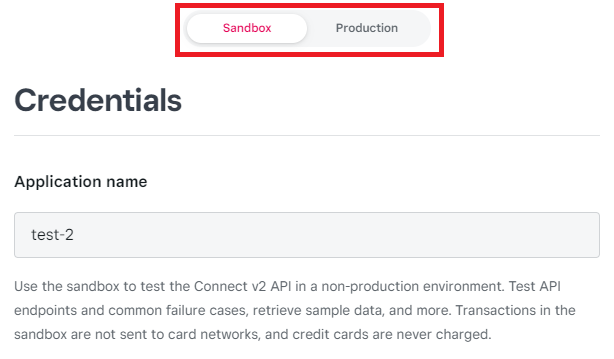 Sandbox Production
Credentials
Application name
test-2
Use the sandbox to test the Connect v2 API in a non-production environment. Test API
endpoints and common failure cases, retrieve sample data, and more. Transactions in the
sandbox are not sent to card networks, and credit cards are never charged.